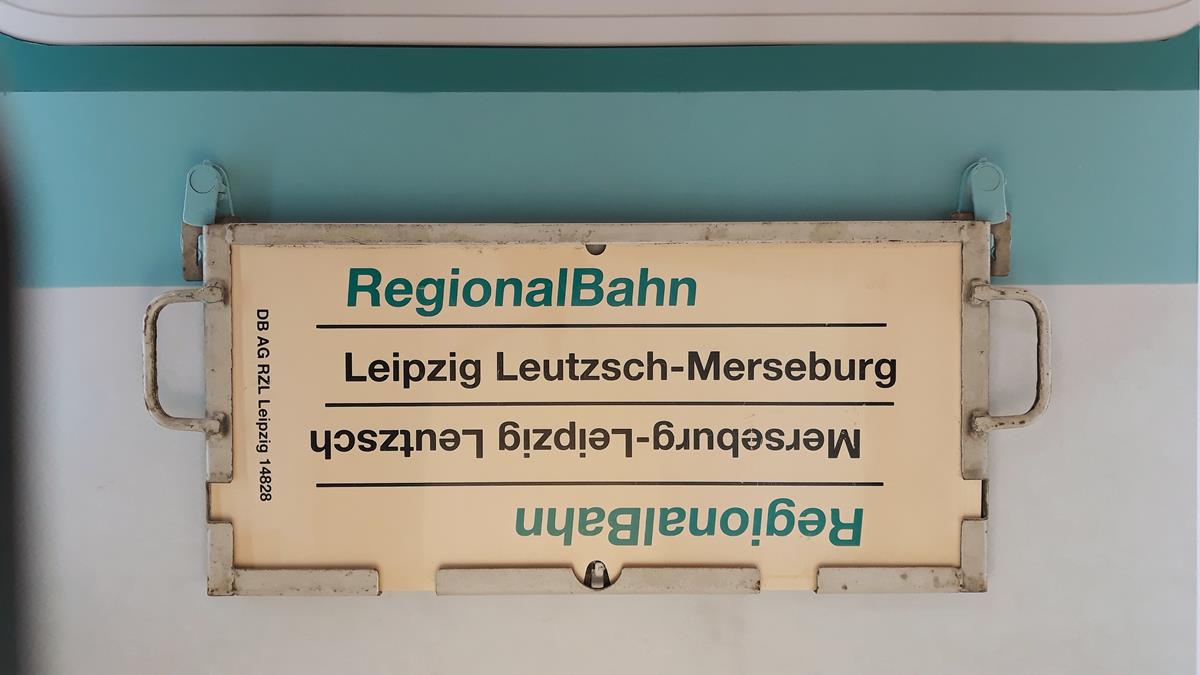 RegionalBahn
Leipzig Leutzsch-Merseburg
Merseburg-Leipzig Leutzsch
RegionalBahn
DB AG RZL Leipzig 14828